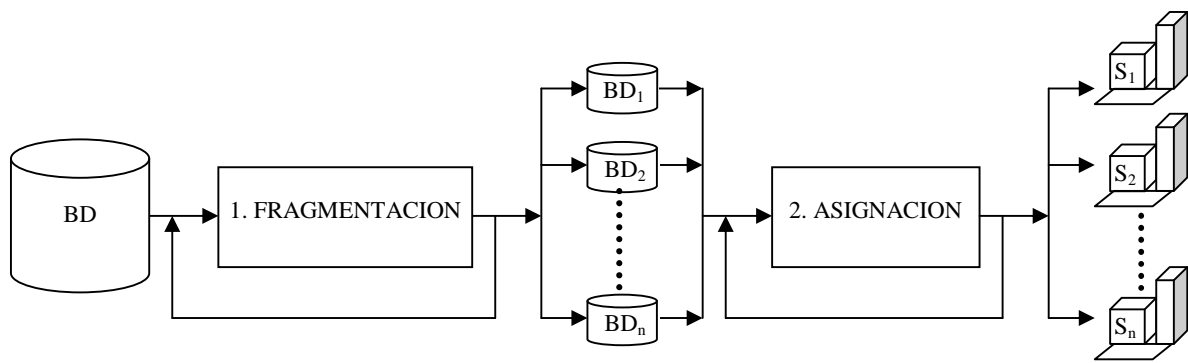 BD
1. FRAGMENTACION
BD₁
BD₂
BDₙ
2. ASIGNACION
S₁
S₂
Sₙ